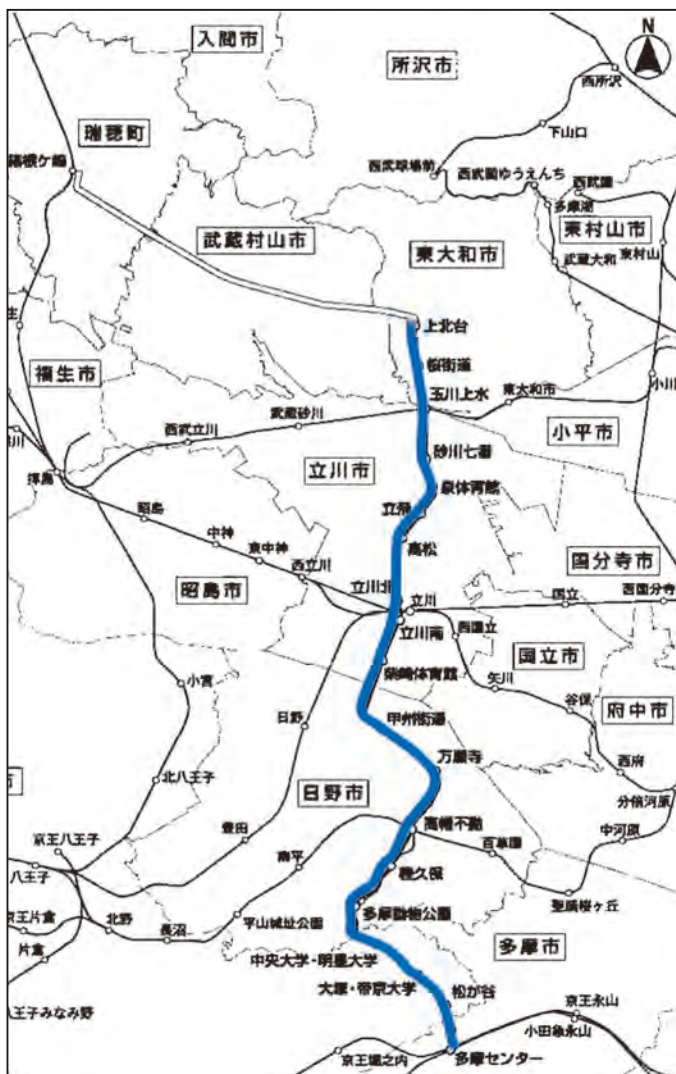 入間市
所沢市
N
西所沢
瑞穂町
下山口
箱根ケ崎
西武球場前
西武園ゆうえんち
西武園
多摩湖
武蔵村山市
東大和市
東村山市
武蔵大和
東村山
上北台
桜街道
福生市
玉川上水
東大和市
小川
武蔵砂川
西武立川
小平市
砂川七番
立川市
拝島
泉体育館
立飛
昭島
高松
中神
東中神
国分寺市
西立川
昭島市
立川北
立川
国立
西国分寺
立川南
西国立
国立市
柴崎体育館
小宮
矢川
谷保
府中市
甲州街道
日野
万願寺
西府
北八王子
日野市
分倍河原
高幡不動
中河原
京王八王子
豊田
百草園
南平
程久保
八王子
聖蹟桜ヶ丘
多摩動物公園
京王片倉
北野
長沼
平山城址公園
多摩市
片倉
中央大学・明星大学
大塚・帝京大学
松が谷
八王子みなみ野
京王永山
小田急永山
京王堀之内
多摩センター